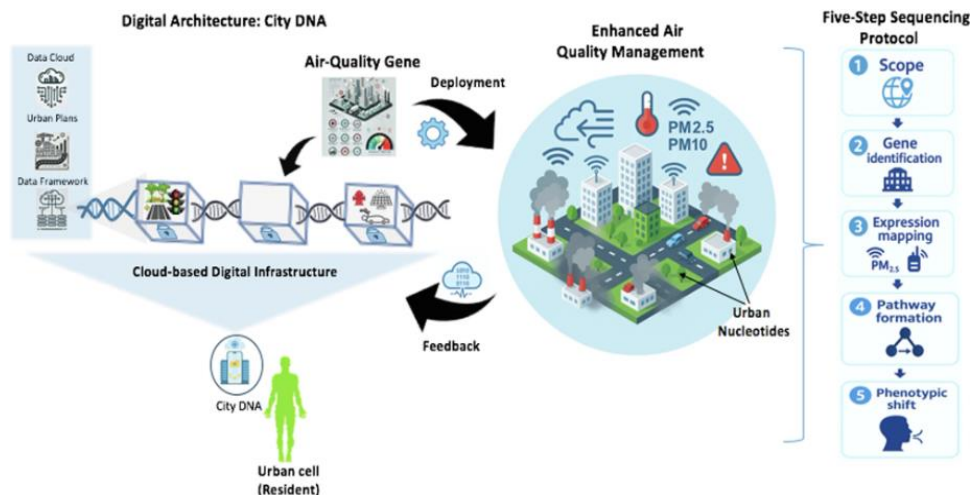 Digital Architecture: City DNA
Data Cloud
Urban Plans
Data Framework
Air-Quality Gene
Deployment
Cloud-based Digital Infrastructure
Feedback
City DNA
Urban cell
(Resident)
Enhanced Air
Quality Management
PM2.5
PM10
Urban
Nucleotides
Five-Step Sequencing
Protocol
1 Scope
2 Gene
identification
3 Expression
mapping
PM2.5
4 Pathway
formation
5 Phenotypic
shift